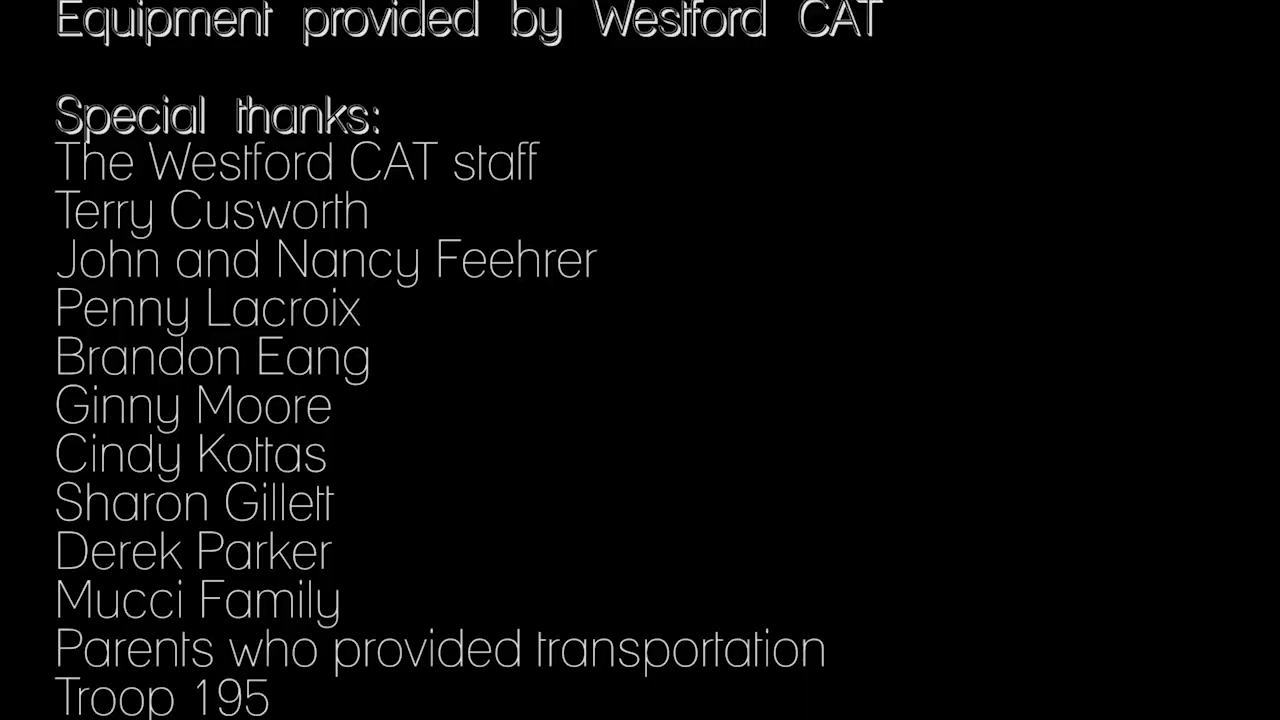 Equipment provided by Westford CAT
Special thanks:
The Westford CAT staff
Terry Cusworth
John and Nancy Feehrer
Penny Lacroix
Brandon Eang
Ginny Moore
Cindy Kottas
Sharon Gillett
Derek Parker
Mucci Family
Parents who provided transportation
Troop 195